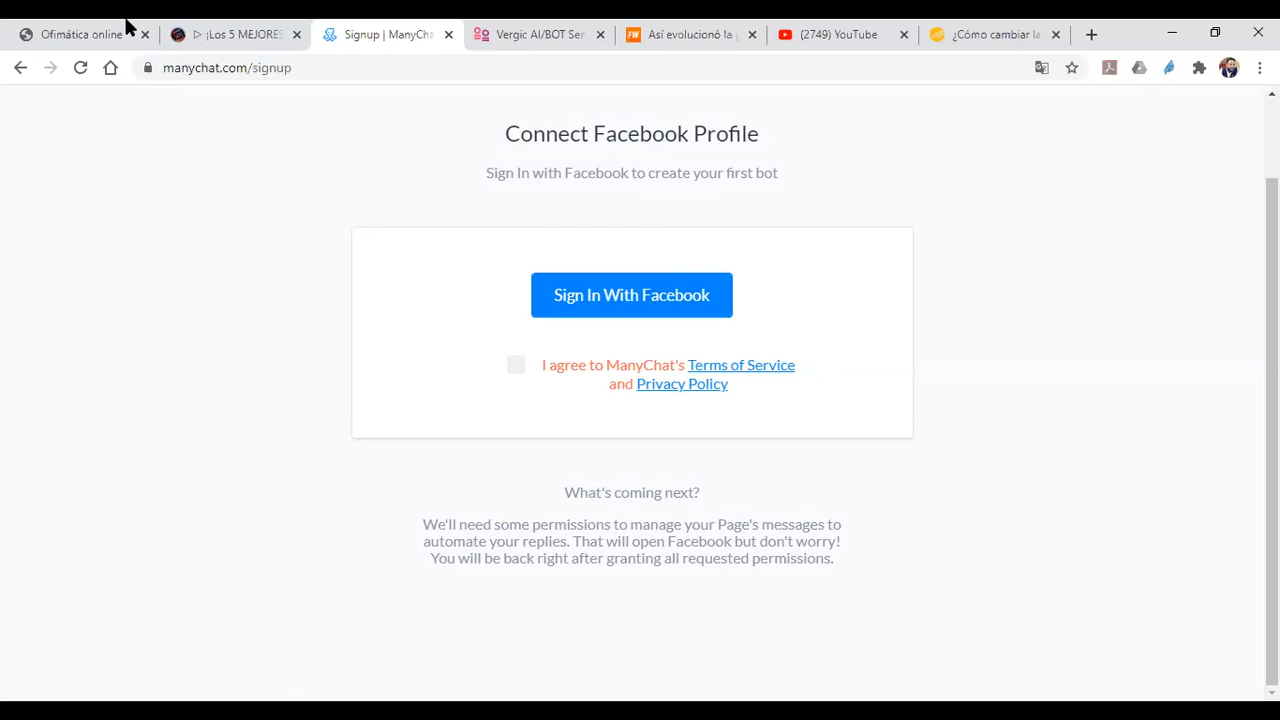 Ofimática online
▷ ¡Los 5 MEJORES
Signup | ManyCha
Vergic AI/BOT Ser
Así evolucionó la
(2749) YouTube
¿Cómo cambiar la
manychat.com/signup
Connect Facebook Profile
Sign In with Facebook to create your first bot
Sign In With Facebook
I agree to ManyChat's Terms of Service
and Privacy Policy
What's coming next?
We'll need some permissions to manage your Page's messages to
automate your replies. That will open Facebook but don't worry!
You will be back right after granting all requested permissions.